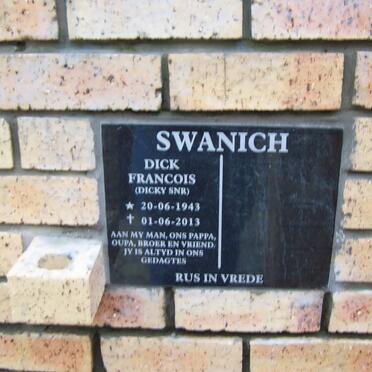 SWANICH
DICK
FRANCOIS
(DICKY SNR)
★ 20-06-1943
✝ 01-06-2013
AAN MY MAN, ONS PAPPA,
OUPA, BROER EN VRIEND.
JY IS ALTYD IN ONS
GEDAGTES
RUS IN VREDE